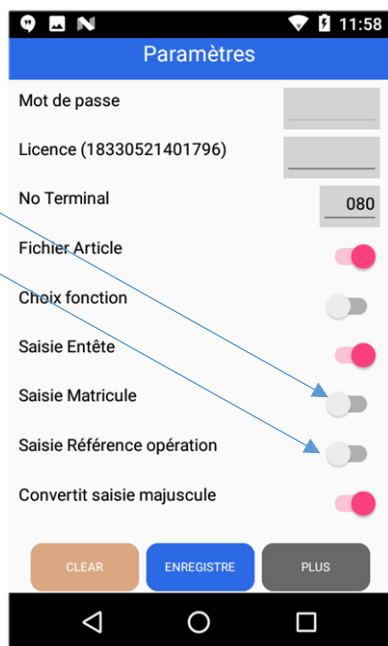 11:58
Paramètres
Mot de passe
Licence (18330521401796)
No Terminal 080
Fichier Article
Choix fonction
Saisie Entête
Saisie Matricule
Saisie Référence opération
Convertit saisie majuscule
CLEAR ENREGISTRE PLUS